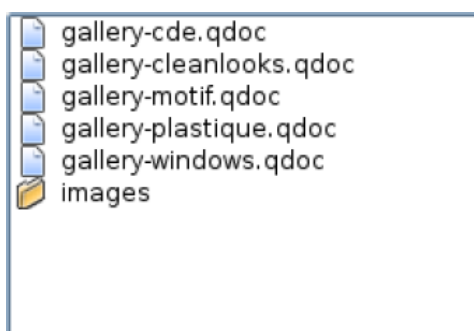 gallery-cde.qdoc
gallery-cleanlooks.qdoc
gallery-motif.qdoc
gallery-plastique.qdoc
gallery-windows.qdoc
images